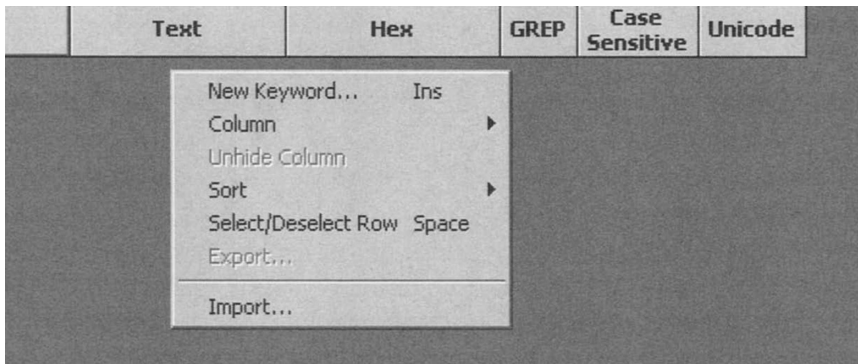 Text Hex GREP Case Sensitive Unicode
New Keyword... Ins
Column
Unhide Column
Sort
Select/Deselect Row Space
Export...
Import...